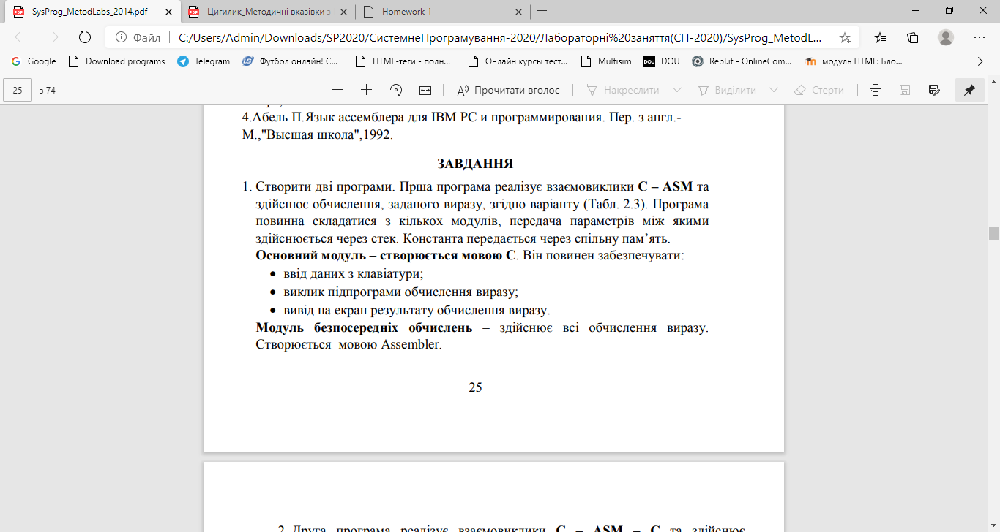 SysProg_MetodLabs_2014.pdf
Цигилик_Методичні вказівки з
Homework 1
Файл
C:/Users/Admin/Downloads/SP2020/СистемнеПрограмування-2020/Лабораторні%20заняття(СП-2020)/SysProg_MetodL...
Google
Download programs
Telegram
Футбол онлайн! С...
HTML-теги - полн...
Онлайн курсы тест...
Multisim
DOU
DOU
Repl.it - OnlineCom...
модуль HTML: Бло...
25
з 74
Прочитати вголос
Накреслити
Виділити
Стерти
4.Абель П.Язык ассемблера для IBM PC и программирования. Пер. з англ.-
М.,"Высшая школа",1992.
ЗАВДАННЯ
1. Створити дві програми. Прша програма реалізує взаємовиклики С – ASM та
здійснює обчислення, заданого виразу, згідно варіанту (Табл. 2.3). Програма
повинна складатися з кількох модулів, передача параметрів між якими
здійснюється через стек. Константа передається через спільну пам’ять.
Основний модуль – створюється мовою С. Він повинен забезпечувати:
• ввід даних з клавіатури;
• виклик підпрограми обчислення виразу;
• вивід на екран результату обчислення виразу.
Модуль безпосередніх обчислень – здійснює всі обчислення виразу.
Створюється мовою Assembler.
25
2. Друга програма реалізує взаємовиклики С – ASM – С та здійснює